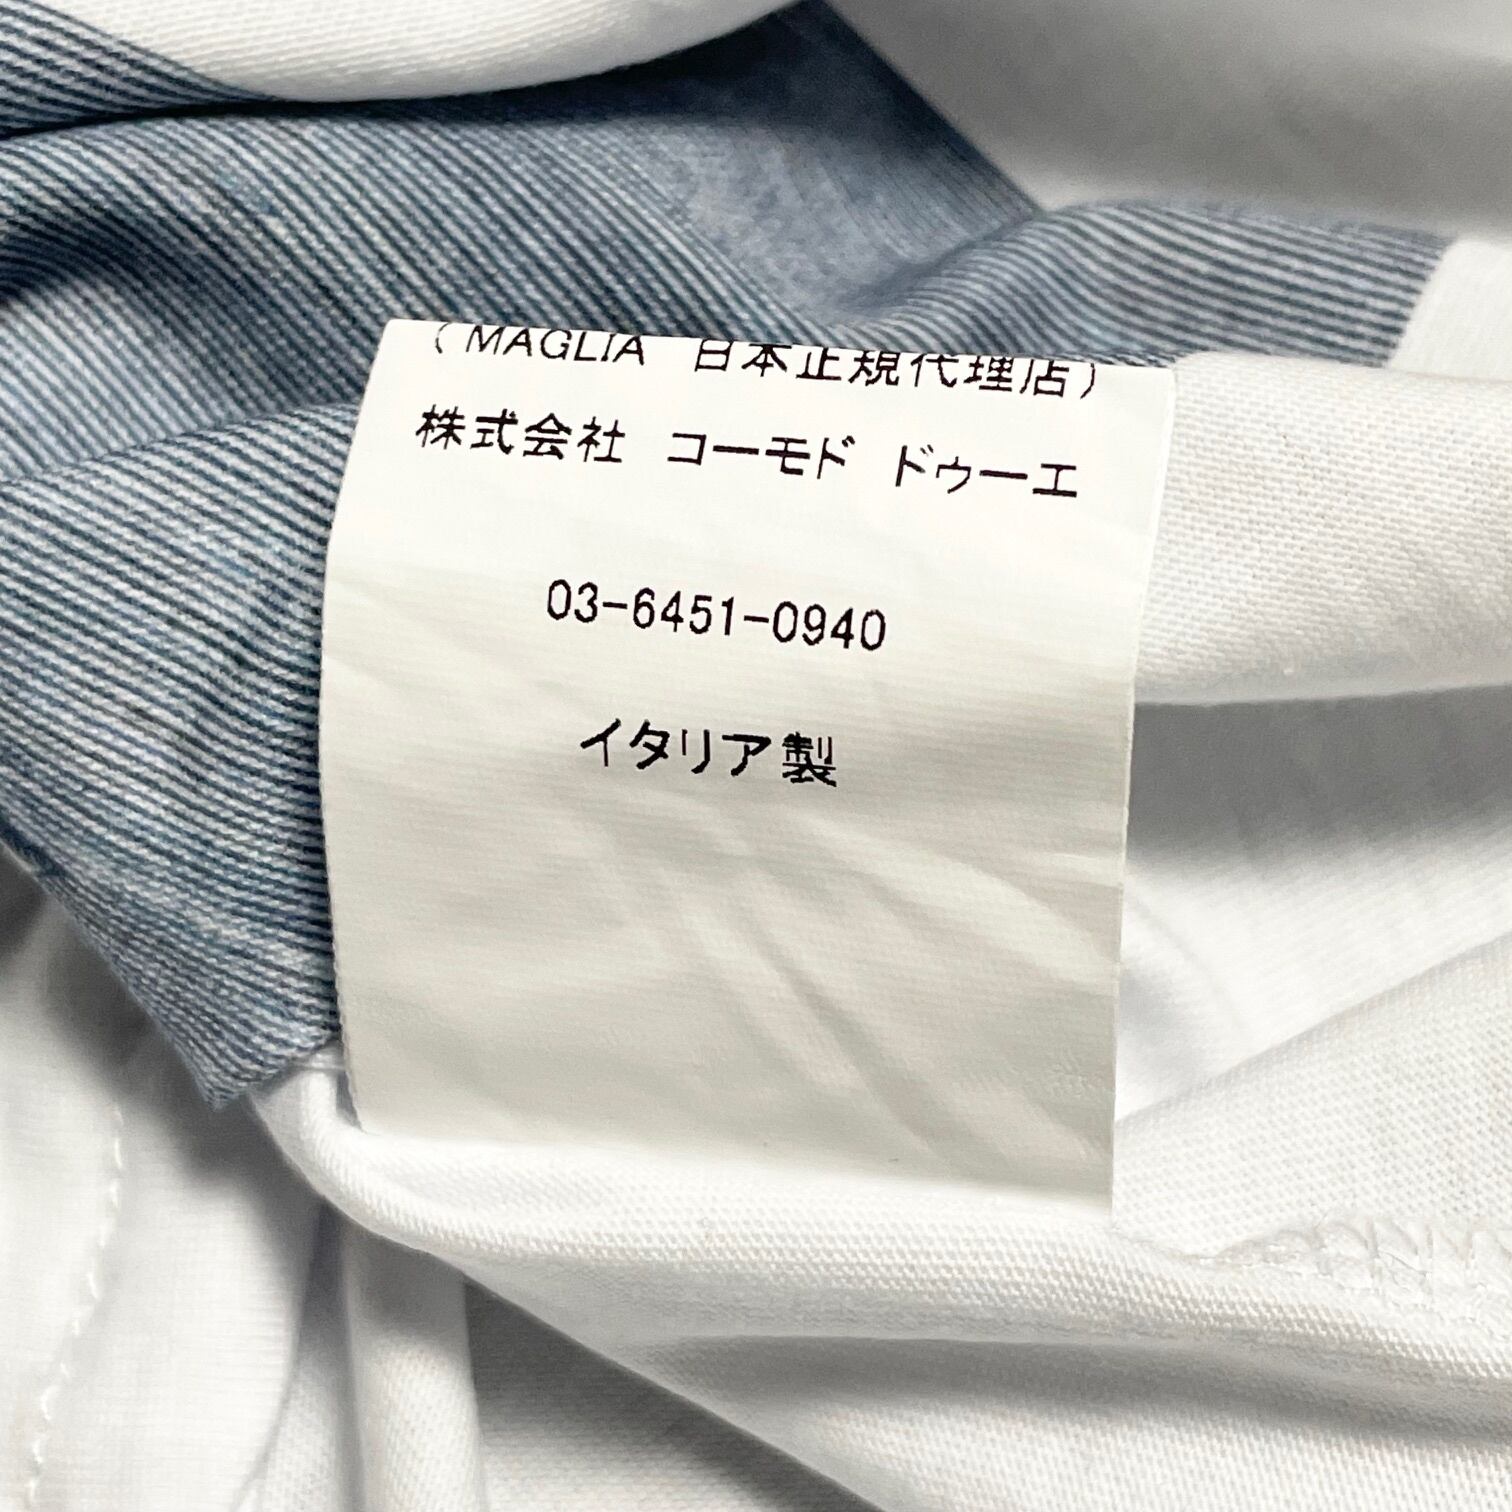 (MAGLIA 日本正規代理店)
株式会社 コーモド ドゥーエ
03-6451-0940
イタリア製